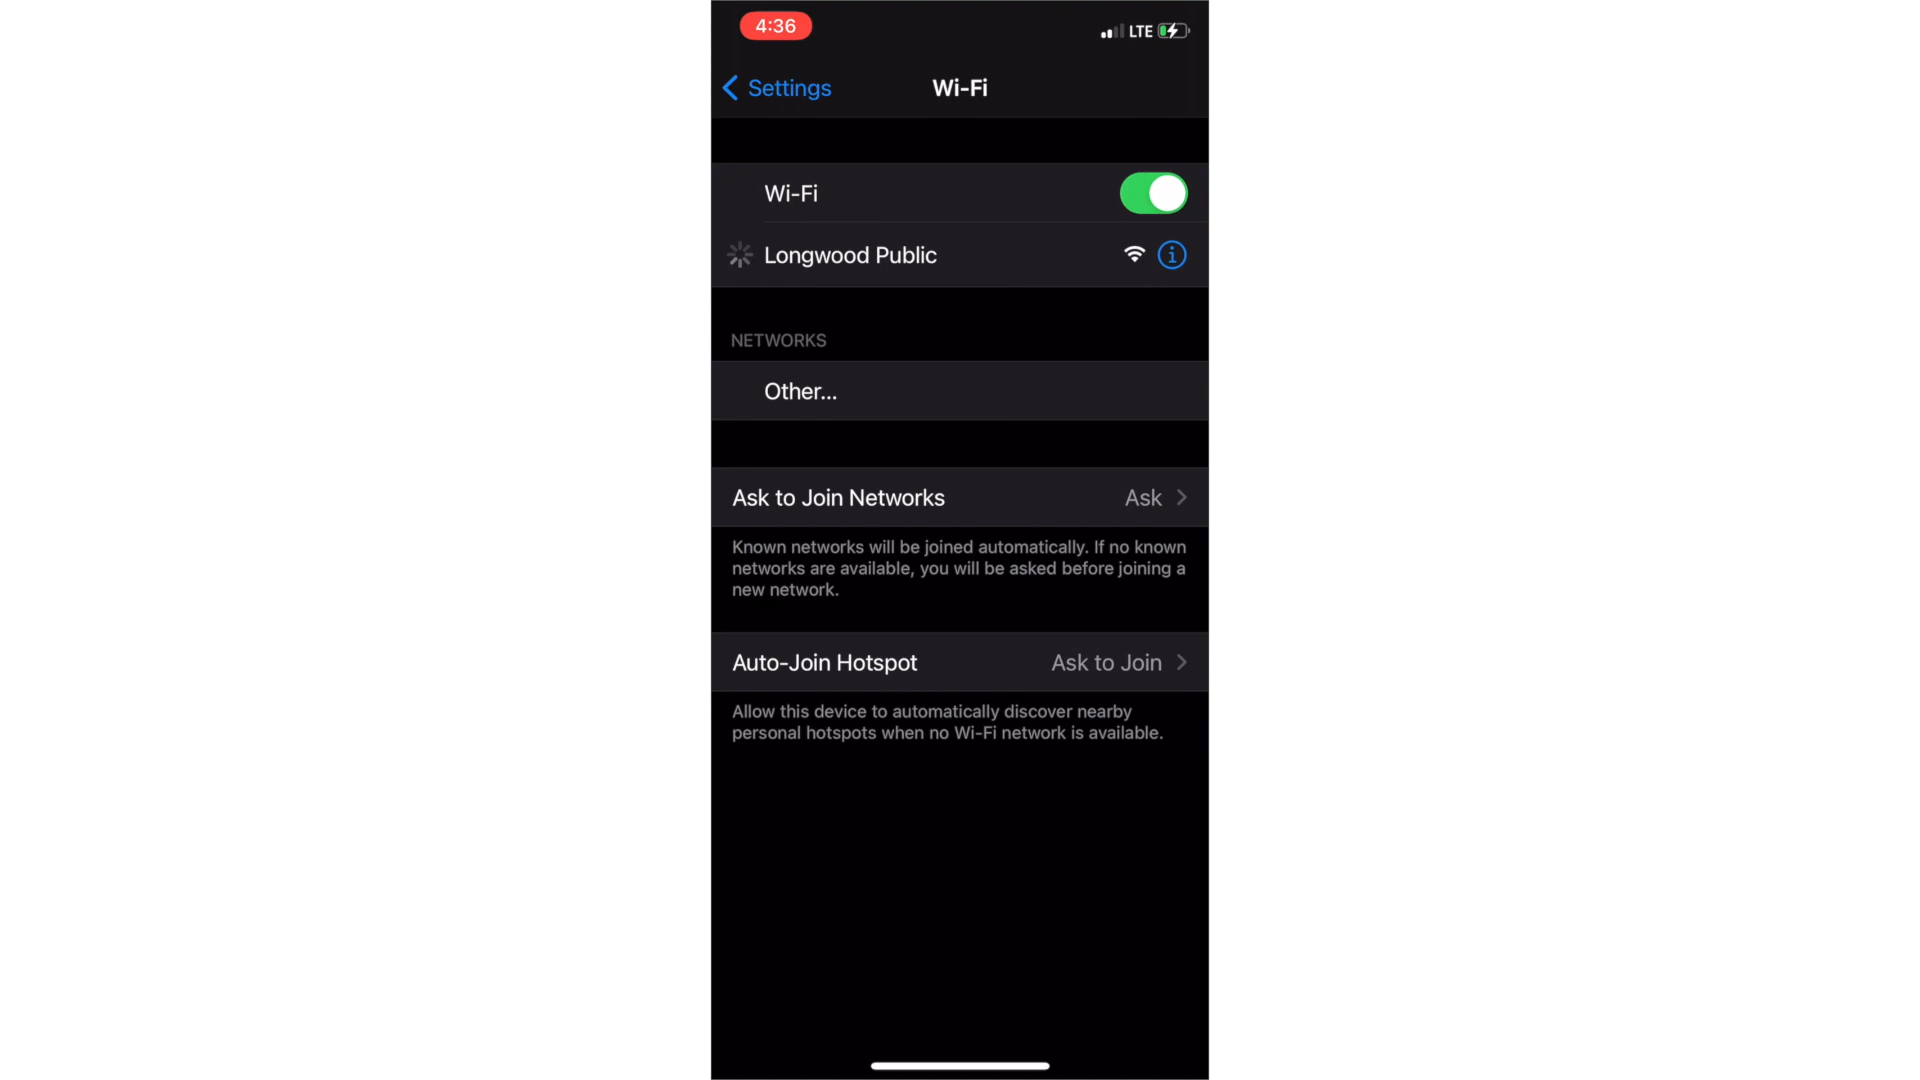 4:36
LTE
Settings
Wi-Fi
Wi-Fi
Longwood Public
NETWORKS
Other...
Ask to Join Networks
Ask
Known networks will be joined automatically. If no known
networks are available, you will be asked before joining a
new network.
Auto-Join Hotspot
Ask to Join
Allow this device to automatically discover nearby
personal hotspots when no Wi-Fi network is available.